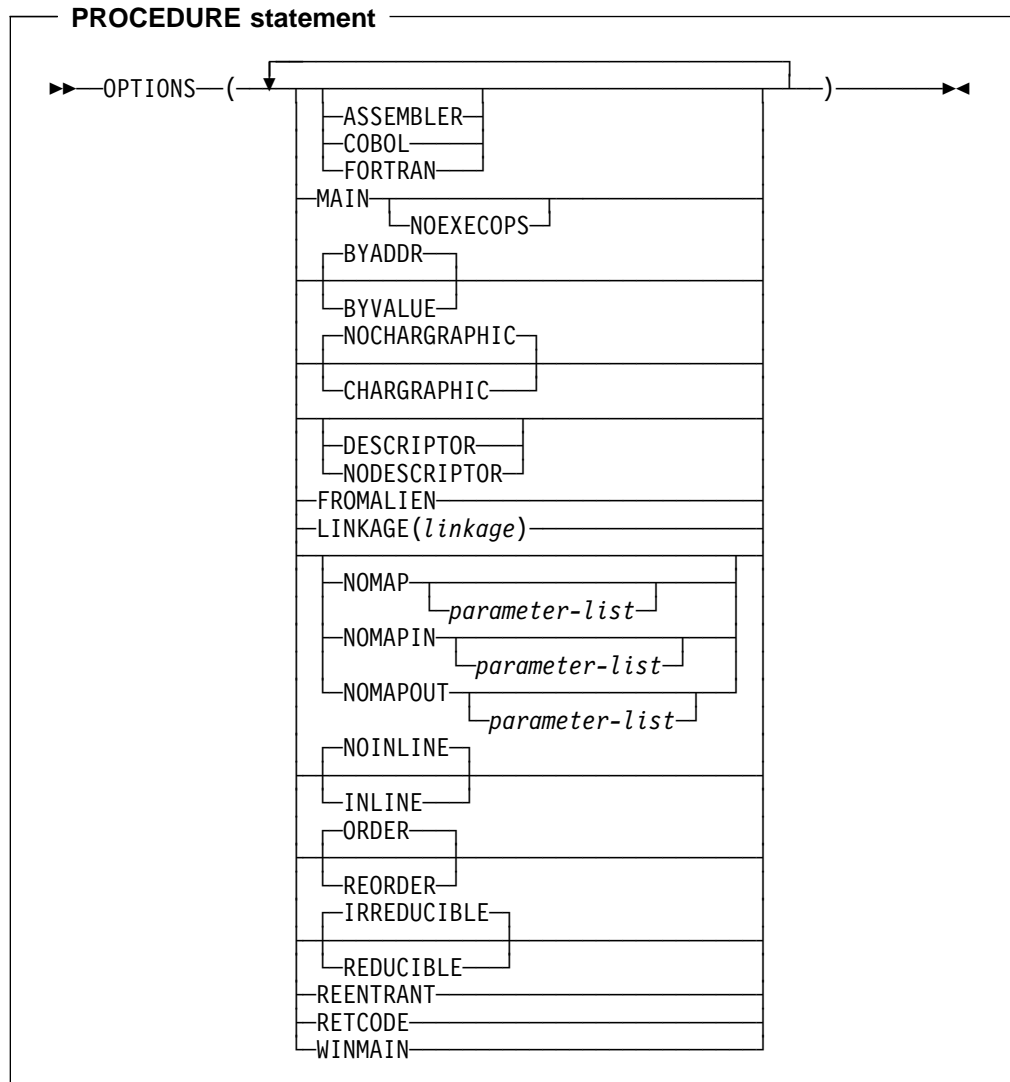 PROCEDURE statement
OPTIONS ( )
ASSEMBLER
COBOL
FORTRAN
MAIN
NOEXECOPS
BYADDR
BYVALUE
NOCHARGRAPHIC
CHARGRAPHIC
DESCRIPTOR
NODESCRIPTOR
FROMALIEN
LINKAGE(linkage)
NOMAP
parameter-list
NOMAPIN
parameter-list
NOMAPOUT
parameter-list
NOINLINE
INLINE
ORDER
REORDER
IRREDUCIBLE
REDUCIBLE
REENTRANT
RETCODE
WINMAIN